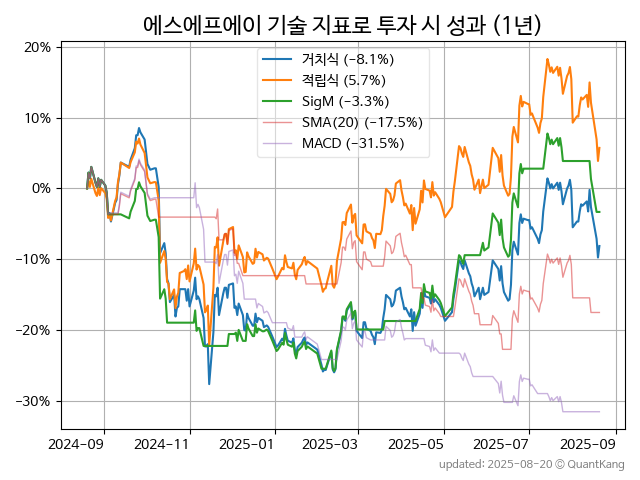 에스에프에이 기술 지표로 투자 시 성과 (1년)
20%
10%
0%
−10%
−20%
−30%
거치식 (−8.1%)
적립식 (5.7%)
SigM (−3.3%)
SMA(20) (−17.5%)
MACD (−31.5%)
2024-09 2024-11 2025-01 2025-03 2025-05 2025-07 2025-09
updated: 2025-08-20 © QuantKang